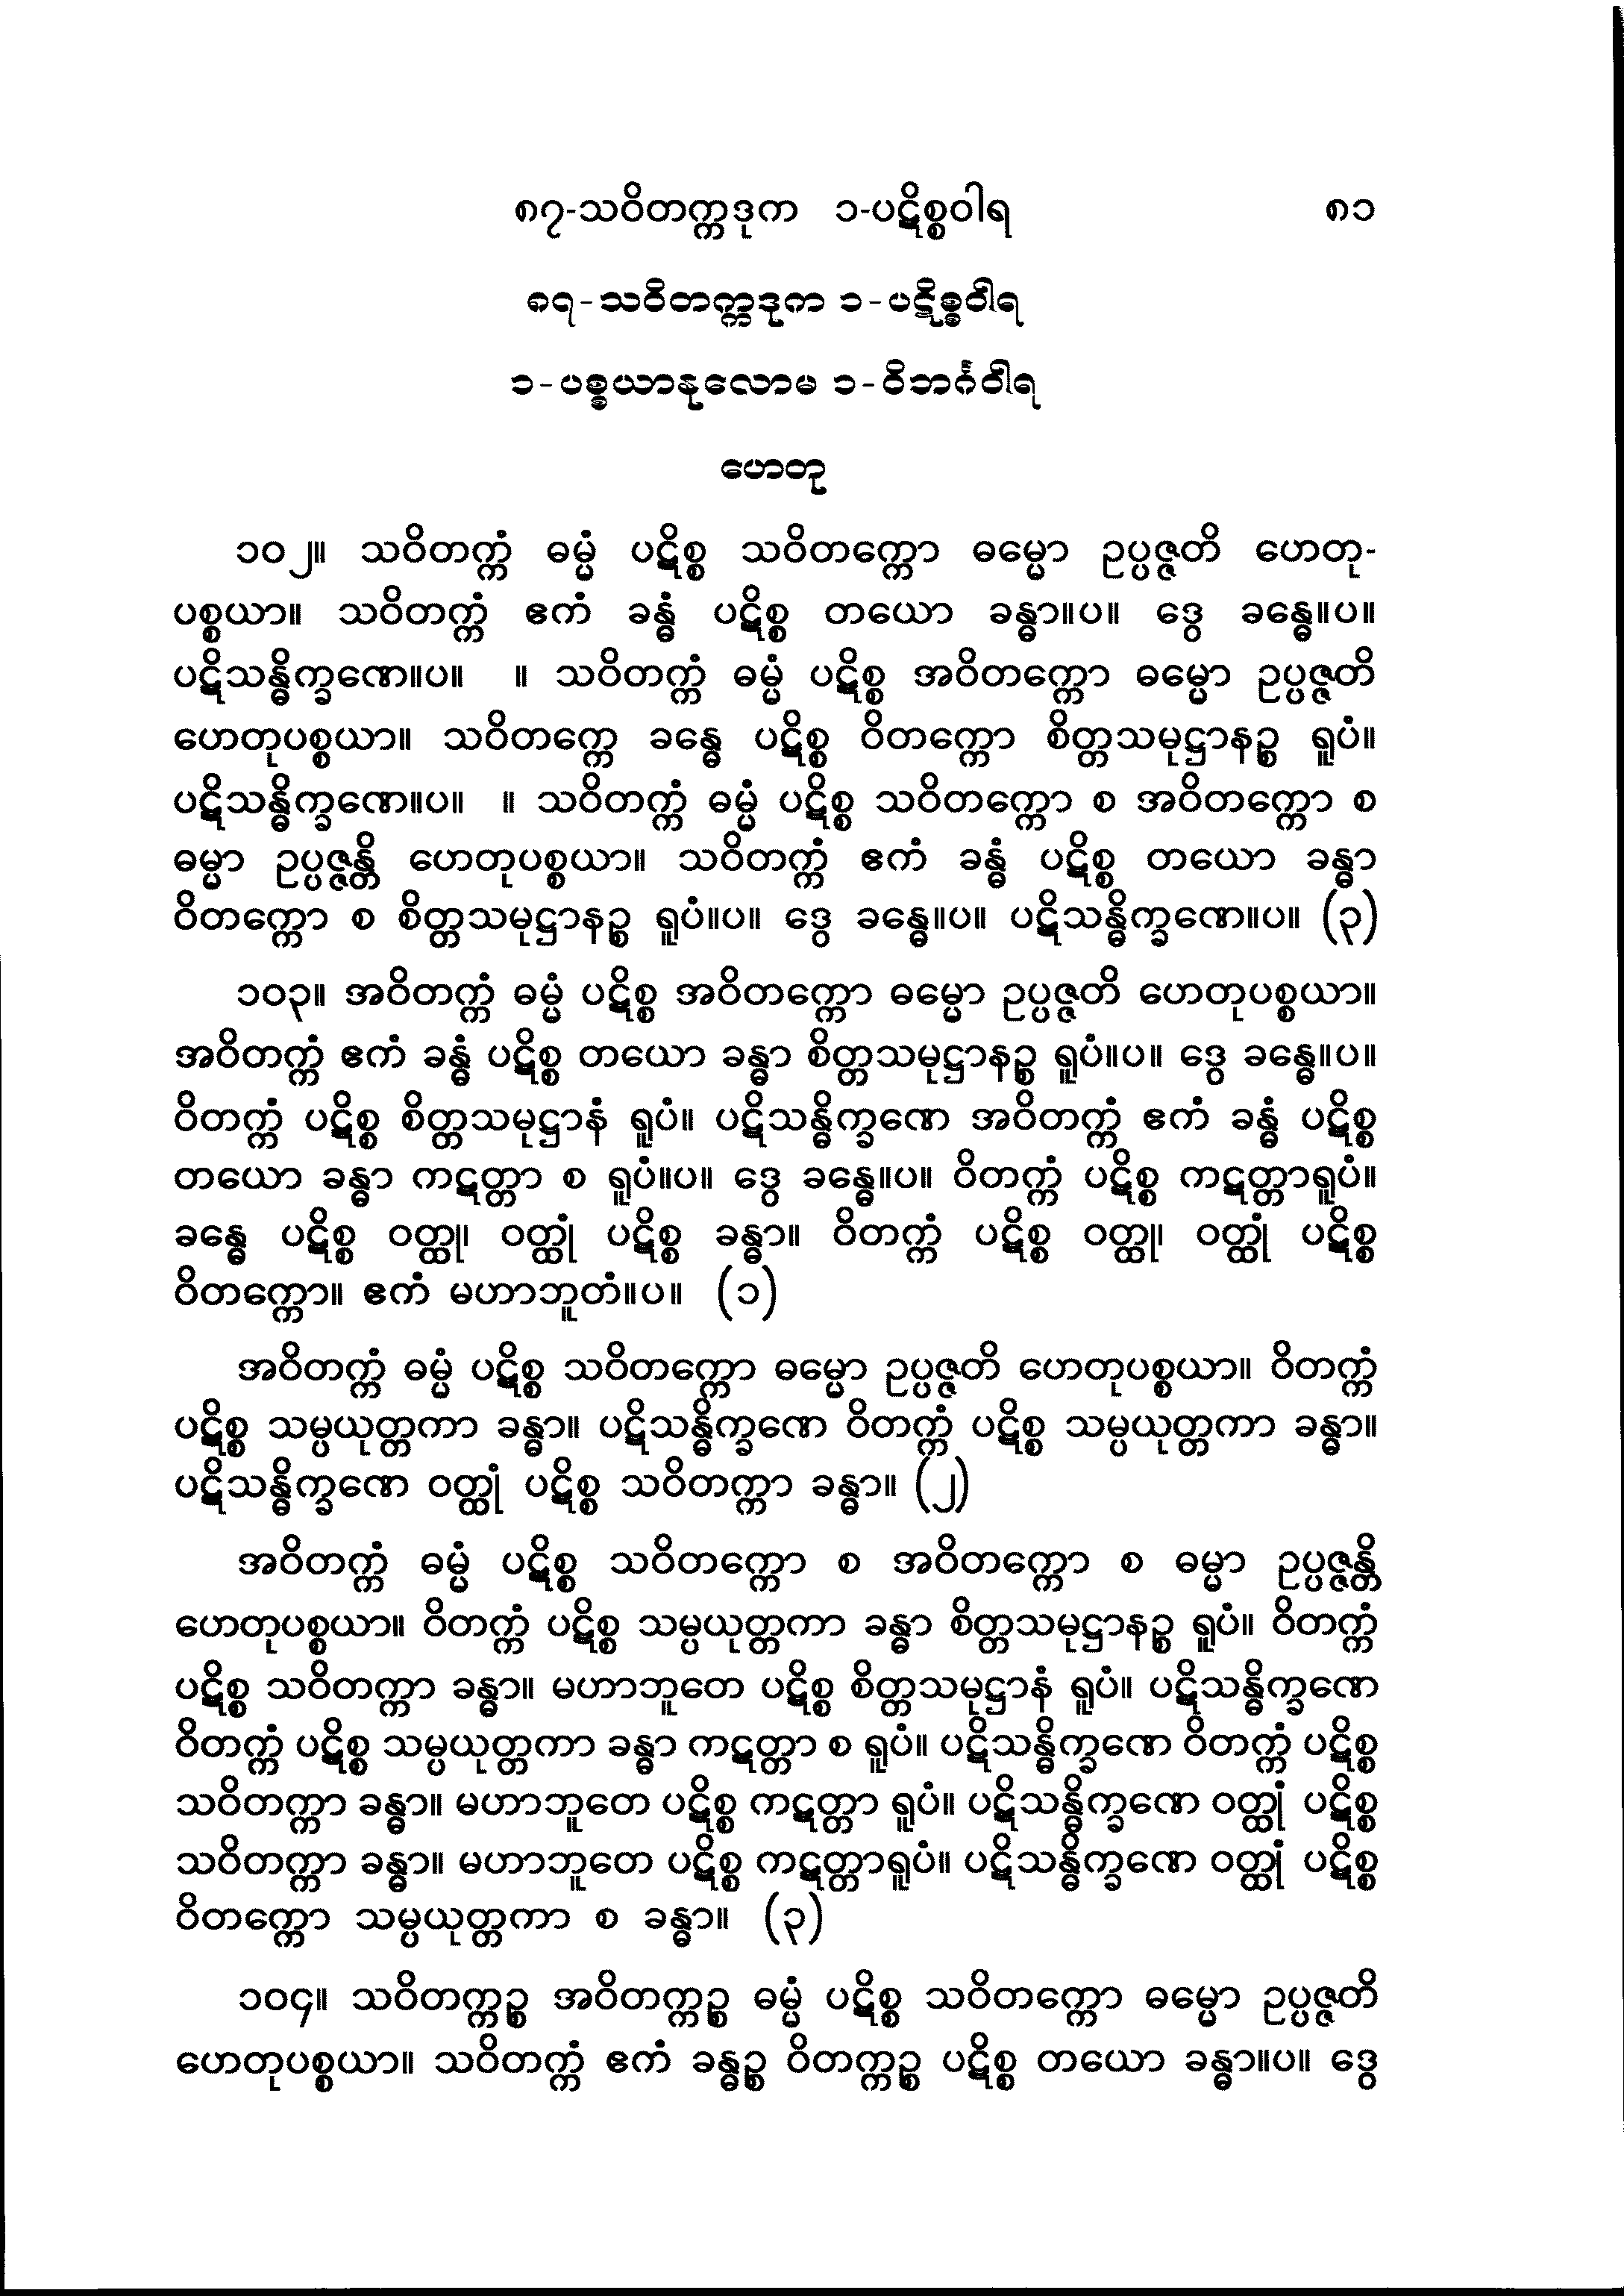 ၈၇-သဝိတက္ကဒုက ၁-ပဋိစ္စဝါရ ၈၁
၈၇-သဝိတက္ကဒုက ၁-ပဋိစ္စဝါရ
၁-ပစ္စယာနုလောမ ၁-ဝိဘင်္ဂဝါရ
ဟေတု
၁၀၂။ သဝိတက္ကံ ဓမ္မံ ပဋိစ္စ သဝိတက္ကော ဓမ္မော ဥပ္ပဇ္ဇတိ ဟေတု-
ပစ္စယာ။ သဝိတက္ကံ ဧကံ ခန္ဓံ ပဋိစ္စ တယော ခန္ဓာ။ပ။ ဒွေ ခန္ဓေ။ပ။
ပဋိသန္ဓိက္ခဏေ။ပ။ ။ သဝိတက္ကံ ဓမ္မံ ပဋိစ္စ အဝိတက္ကော ဓမ္မော ဥပ္ပဇ္ဇတိ
ဟေတုပစ္စယာ။ သဝိတက္ကေ ခန္ဓေ ပဋိစ္စ ဝိတက္ကော စိတ္တသမုဋ္ဌာနဉ္စ ရူပံ။
ပဋိသန္ဓိက္ခဏေ။ပ။ ။ သဝိတက္ကံ ဓမ္မံ ပဋိစ္စ သဝိတက္ကော စ အဝိတက္ကော စ
ဓမ္မာ ဥပ္ပဇ္ဇန္တိ ဟေတုပစ္စယာ။ သဝိတက္ကံ ဧကံ ခန္ဓံ ပဋိစ္စ တယော ခန္ဓာ
ဝိတက္ကော စ စိတ္တသမုဋ္ဌာနဉ္စ ရူပံ။ပ။ ဒွေ ခန္ဓေ။ပ။ ပဋိသန္ဓိက္ခဏေ။ပ။ (၃)
၁၀၃။ အဝိတက္ကံ ဓမ္မံ ပဋိစ္စ အဝိတက္ကော ဓမ္မော ဥပ္ပဇ္ဇတိ ဟေတုပစ္စယာ။
အဝိတက္ကံ ဧကံ ခန္ဓံ ပဋိစ္စ တယော ခန္ဓာ စိတ္တသမုဋ္ဌာနဉ္စ ရူပံ။ပ။ ဒွေ ခန္ဓေ။ပ။
ဝိတက္ကံ ပဋိစ္စ စိတ္တသမုဋ္ဌာနံ ရူပံ။ ပဋိသန္ဓိက္ခဏေ အဝိတက္ကံ ဧကံ ခန္ဓံ ပဋိစ္စ
တယော ခန္ဓာ ကဋတ္တာ စ ရူပံ။ပ။ ဒွေ ခန္ဓေ။ပ။ ဝိတက္ကံ ပဋိစ္စ ကဋတ္တာရူပံ။
ခန္ဓေ ပဋိစ္စ ဝတ္ထု၊ ဝတ္ထုံ ပဋိစ္စ ခန္ဓာ။ ဝိတက္ကံ ပဋိစ္စ ဝတ္ထု၊ ဝတ္ထုံ ပဋိစ္စ
ဝိတက္ကော။ ဧကံ မဟာဘူတံ။ပ။ (၁)
အဝိတက္ကံ ဓမ္မံ ပဋိစ္စ သဝိတက္ကော ဓမ္မော ဥပ္ပဇ္ဇတိ ဟေတုပစ္စယာ။ ဝိတက္ကံ
ပဋိစ္စ သမ္ပယုတ္တကာ ခန္ဓာ။ ပဋိသန္ဓိက္ခဏေ ဝိတက္ကံ ပဋိစ္စ သမ္ပယုတ္တကာ ခန္ဓာ။
ပဋိသန္ဓိက္ခဏေ ဝတ္ထုံ ပဋိစ္စ သဝိတက္ကာ ခန္ဓာ။ (၂)
အဝိတက္ကံ ဓမ္မံ ပဋိစ္စ သဝိတက္ကော စ အဝိတက္ကော စ ဓမ္မာ ဥပ္ပဇ္ဇန္တိ
ဟေတုပစ္စယာ။ ဝိတက္ကံ ပဋိစ္စ သမ္ပယုတ္တကာ ခန္ဓာ စိတ္တသမုဋ္ဌာနဉ္စ ရူပံ။ ဝိတက္ကံ
ပဋိစ္စ သဝိတက္ကာ ခန္ဓာ။ မဟာဘူတေ ပဋိစ္စ စိတ္တသမုဋ္ဌာနံ ရူပံ။ ပဋိသန္ဓိက္ခဏေ
ဝိတက္ကံ ပဋိစ္စ သမ္ပယုတ္တကာ ခန္ဓာ ကဋတ္တာ စ ရူပံ။ ပဋိသန္ဓိက္ခဏေ ဝိတက္ကံ ပဋိစ္စ
သဝိတက္ကာ ခန္ဓာ။ မဟာဘူတေ ပဋိစ္စ ကဋတ္တာ ရူပံ။ ပဋိသန္ဓိက္ခဏေ ဝတ္ထုံ ပဋိစ္စ
သဝိတက္ကာ ခန္ဓာ။ မဟာဘူတေ ပဋိစ္စ ကဋတ္တာရူပံ။ ပဋိသန္ဓိက္ခဏေ ဝတ္ထုံ ပဋိစ္စ
ဝိတက္ကော သမ္ပယုတ္တကာ စ ခန္ဓာ။ (၃)
၁၀၄။ သဝိတက္ကဉ္စ အဝိတက္ကဉ္စ ဓမ္မံ ပဋိစ္စ သဝိတက္ကော ဓမ္မော ဥပ္ပဇ္ဇတိ
ဟေတုပစ္စယာ။ သဝိတက္ကံ ဧကံ ခန္ဓဉ္စ ဝိတက္ကဉ္စ ပဋိစ္စ တယော ခန္ဓာ။ပ။ ဒွေ